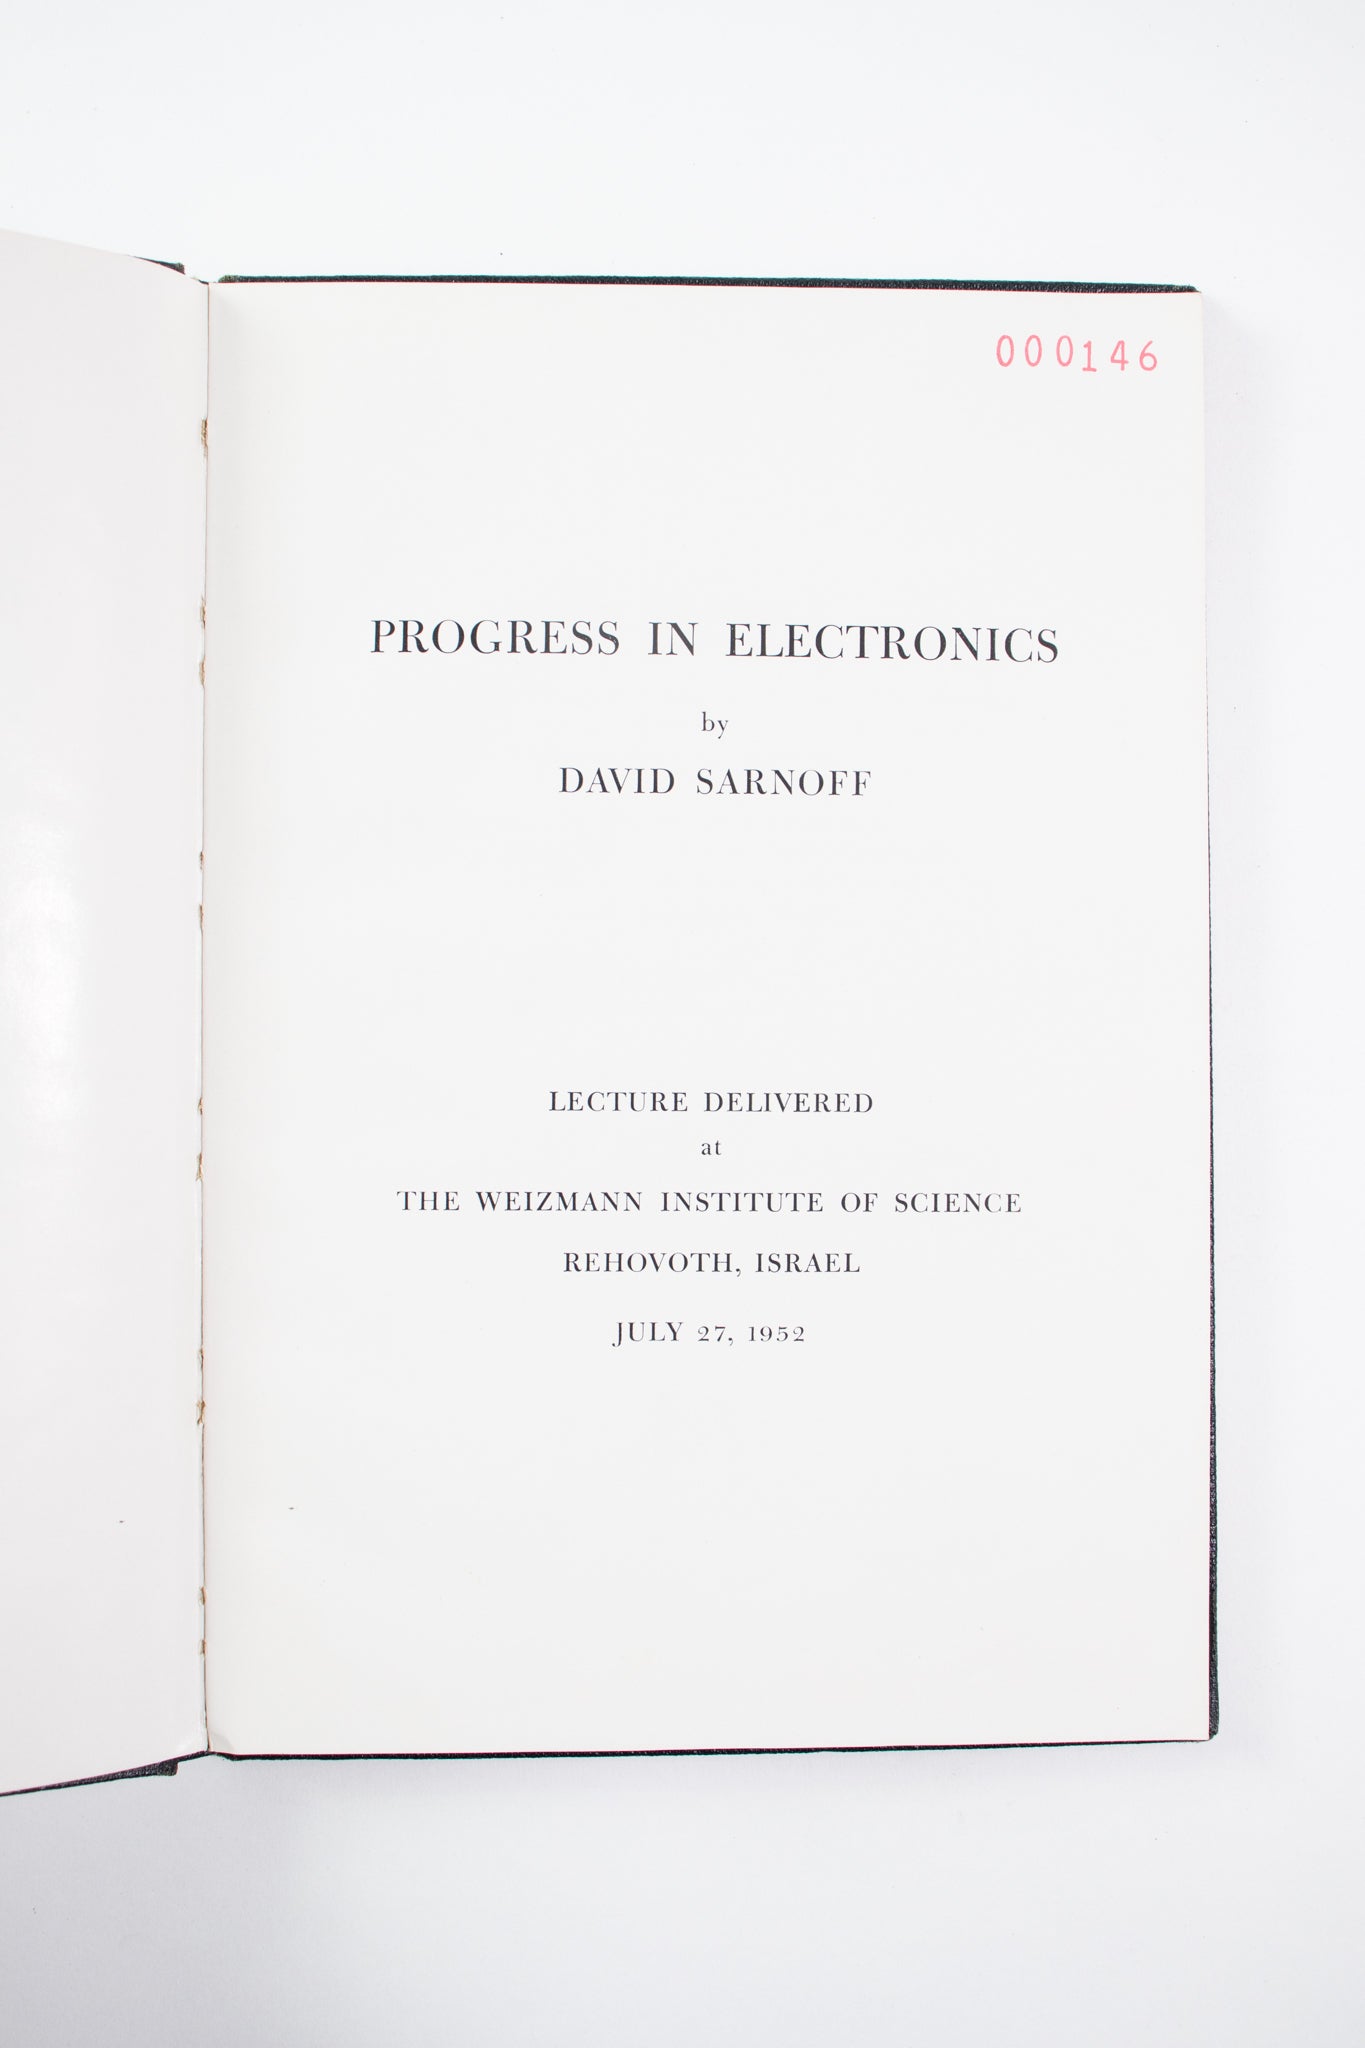 000146
PROGRESS IN ELECTRONICS
by
DAVID SARNOFF
LECTURE DELIVERED
at
THE WEIZMANN INSTITUTE OF SCIENCE
REHOVOTH, ISRAEL
JULY 27, 1952